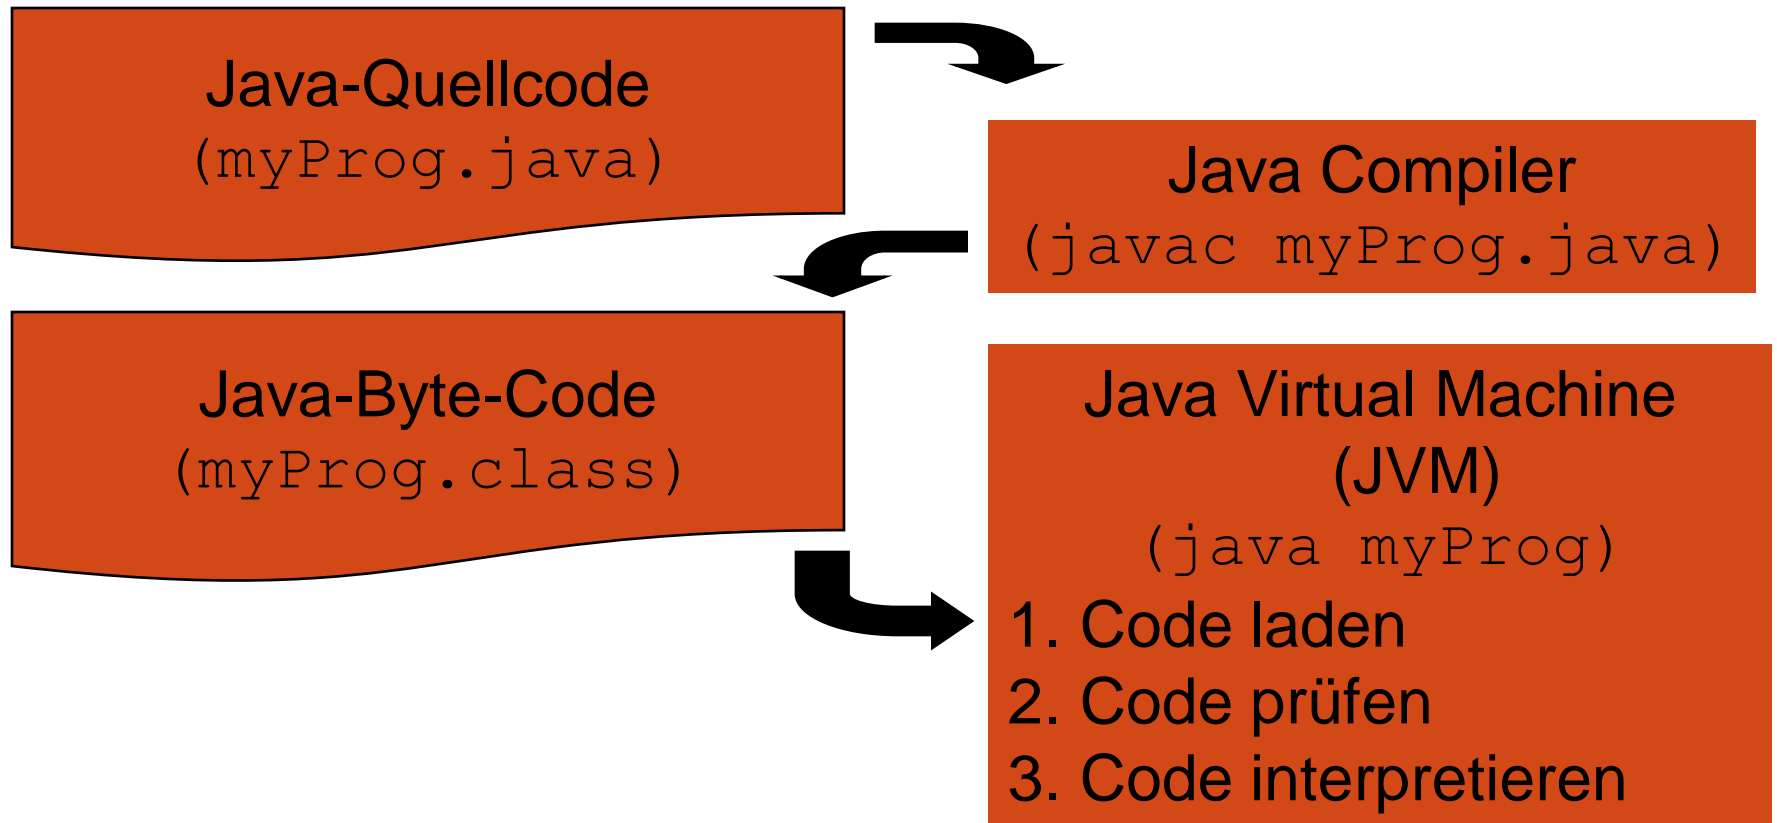 Java-Quellcode
(myProg.java)
Java Compiler
(javac myProg.java)
Java-Byte-Code
(myProg.class)
Java Virtual Machine
(JVM)
(java myProg)
1. Code laden
2. Code prüfen
3. Code interpretieren